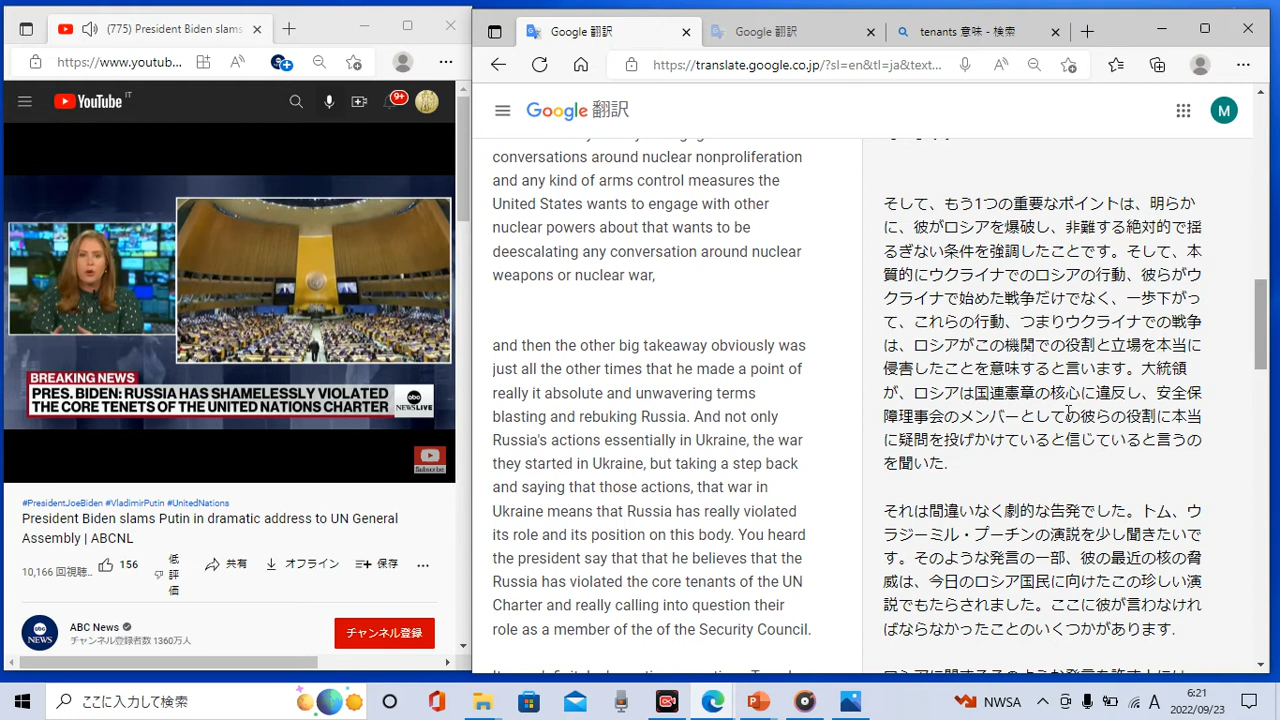 (775) President Biden slams
https://www.youtub...
YouTube IT
9+
BREAKING NEWS
PRES. BIDEN: RUSSIA HAS SHAMELESSLY VIOLATED
THE CORE TENETS OF THE UNITED NATIONS CHARTER
abc NEWS LIVE
Subscribe
#PresidentJoeBiden #VladimirPutin #UnitedNations
President Biden slams Putin in dramatic address to UN General
Assembly | ABCNL
10,166 回視聴...
156
低評価
共有
オフライン
保存
abc NEWS
ABC News
チャンネル登録者数 1360万人
チャンネル登録
Google 翻訳
Google 翻訳
tenants 意味 - 検索
https://translate.google.co.jp/?sl=en&tl=ja&text...
Google 翻訳
M
conversations around nuclear nonproliferation
and any kind of arms control measures the
United States wants to engage with other
nuclear powers about that wants to be
deescalating any conversation around nuclear
weapons or nuclear war,
and then the other big takeaway obviously was
just all the other times that he made a point of
really it absolute and unwavering terms
blasting and rebuking Russia. And not only
Russia's actions essentially in Ukraine, the war
they started in Ukraine, but taking a step back
and saying that those actions, that war in
Ukraine means that Russia has really violated
its role and its position on this body. You heard
the president say that that he believes that the
Russia has violated the core tenants of the UN
Charter and really calling into question their
role as a member of the of the Security Council.
そして、もう1つの重要なポイントは、明らか
に、彼がロシアを爆破し、非難する絶対的で揺
るぎない条件を強調したことです。そして、本
質的にウクライナでのロシアの行動、彼らがウ
クライナで始めた戦争だけでなく、一歩下がっ
て、これらの行動、つまりウクライナでの戦争
は、ロシアがこの機関での役割と立場を本当に
侵害したことを意味すると言います。大統領
が、ロシアは国連憲章の核心に違反し、安全保
障理事会のメンバーとしての彼らの役割に本当
に疑問を投げかけていると信じていると言うの
を聞いた.
それは間違いなく劇的な告発でした。トム、ウ
ラジーミル・プーチンの演説を少し聞きたいで
す。そのような発言の一部、彼の最近の核の脅
威は、今日のロシア国民に向けたこの珍しい演
説でもたらされました。ここに彼が言わなけれ
ばならなかったことのいくつかがあります.
ここに入力して検索
NWSA
A
6:21
2022/09/23